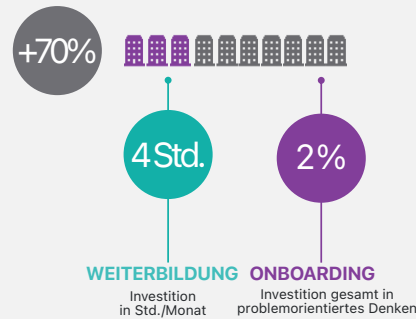 +70%
4 Std.
2%
WEITERBILDUNG
Investition
in Std./Monat
ONBOARDING
Investition gesamt in
problemorientiertes Denken